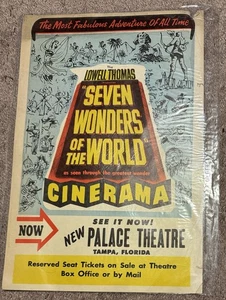 The Most Fabulous Adventure Of All Time
LOWELL THOMAS
"SEVEN
WONDERS
OF THE WORLD"
as seen through the greatest wonder
CINERAMA
NOW
SEE IT NOW!
NEW PALACE THEATRE
TAMPA, FLORIDA
Reserved Seat Tickets on Sale at Theatre
Box Office or by Mail